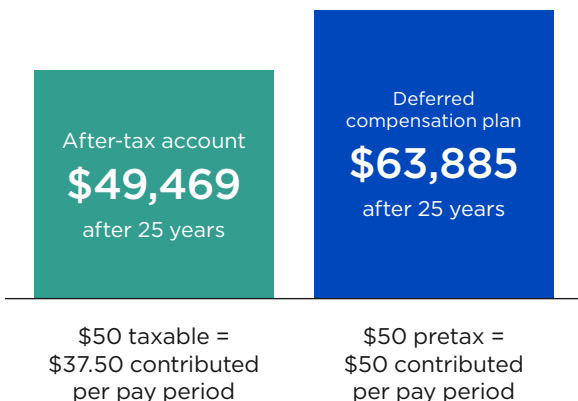 After-tax account
$49,469
after 25 years
Deferred
compensation plan
$63,885
after 25 years
$50 taxable =
$37.50 contributed
per pay period
$50 pretax =
$50 contributed
per pay period